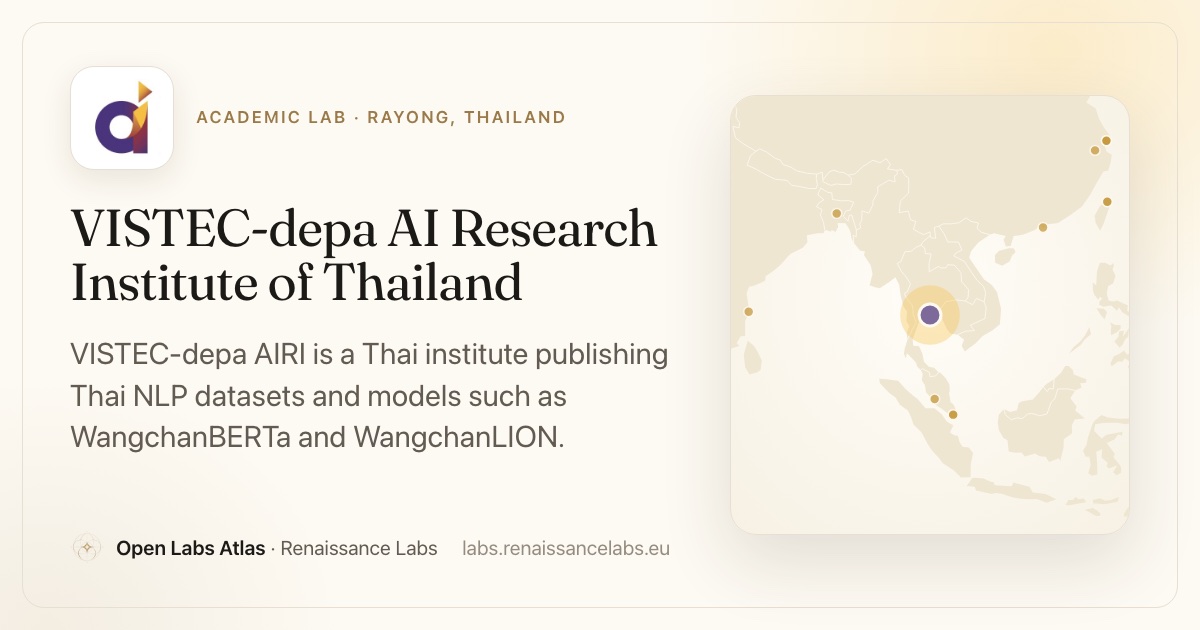 ACADEMIC LAB · RAYONG, THAILAND
VISTEC-depa AI Research
Institute of Thailand
VISTEC-depa AIRI is a Thai institute publishing
Thai NLP datasets and models such as
WangchanBERTa and WangchanLION.
Open Labs Atlas · Renaissance Labs labs.renaissancelabs.eu